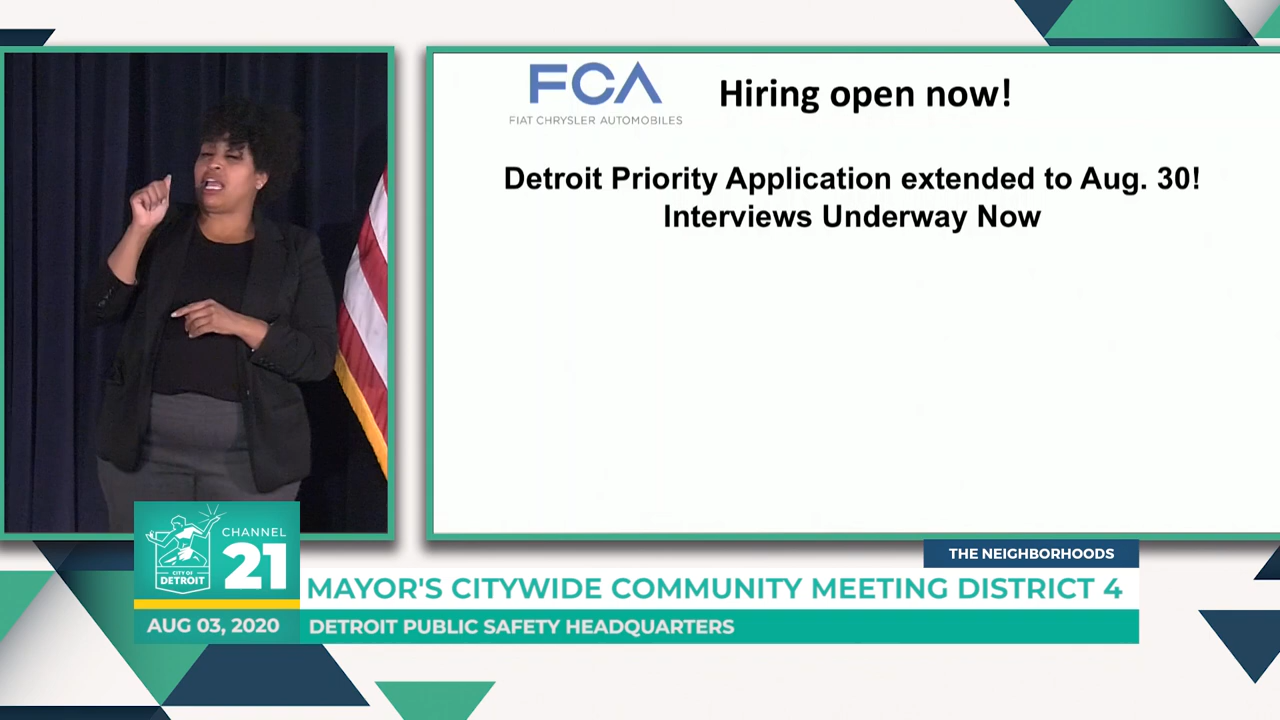 FCA
FIAT CHRYSLER AUTOMOBILES
Hiring open now!
Detroit Priority Application extended to Aug. 30!
Interviews Underway Now
THE NEIGHBORHOODS
CITY OF
DETROIT
CHANNEL
21
MAYOR'S CITYWIDE COMMUNITY MEETING DISTRICT 4
AUG 03, 2020
DETROIT PUBLIC SAFETY HEADQUARTERS